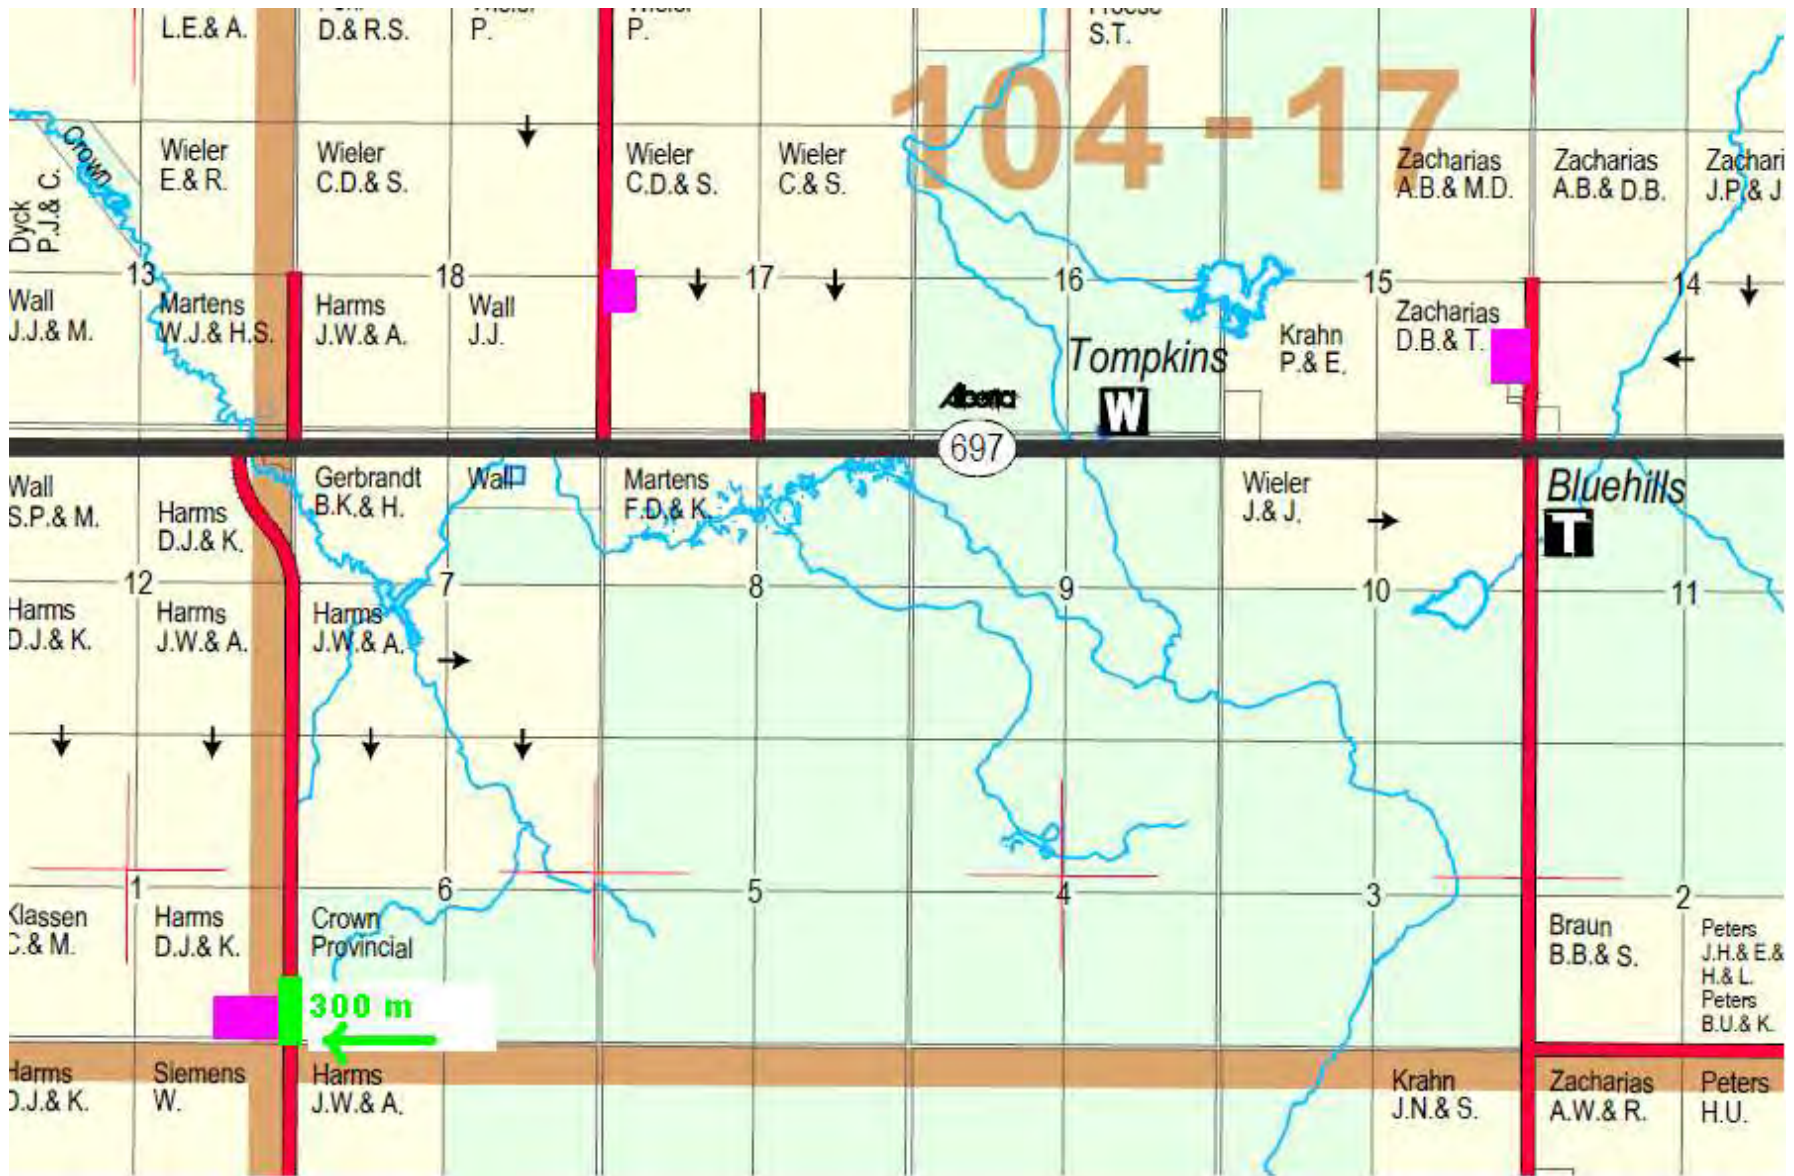 L.E.& A.
D.& R.S.
P.
P.
S.T.
104 - 17
Crown
Wieler
E.& R.
Wieler
C.D.& S.
Wieler
C.D.& S.
Wieler
C.& S.
Zacharias
A.B.& M.D.
Zacharias
A.B.& D.B.
Zachari
J.P.& J.
Dyck
P.J.& C.
13
18
17
16
15
14
Wall
J.J.& M.
Martens
W.J.& H.S.
Harms
J.W.& A.
Wall
J.J.
Krahn
P.& E.
Zacharias
D.B.& T.
Tompkins
W
Alberta
697
Wall
S.P.& M.
Harms
D.J.& K.
Gerbrandt
B.K.& H.
Wall
Martens
F.D.& K.
Wieler
J.& J.
Bluehills
T
12
7
8
9
10
11
Harms
D.J.& K.
Harms
J.W.& A.
Harms
J.W.& A.
1
6
5
4
3
2
Klassen
C.& M.
Harms
D.J.& K.
Crown
Provincial
Braun
B.B.& S.
Peters
J.H.& E.&
H.& L.
Peters
B.U.& K.
300 m
Harms
D.J.& K.
Siemens
W.
Harms
J.W.& A.
Krahn
J.N.& S.
Zacharias
A.W.& R.
Peters
H.U.